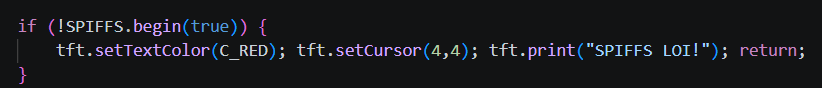 if (!SPIFFS.begin(true)) {
    tft.setTextColor(C_RED); tft.setCursor(4,4); tft.print("SPIFFS LOI!"); return;
}